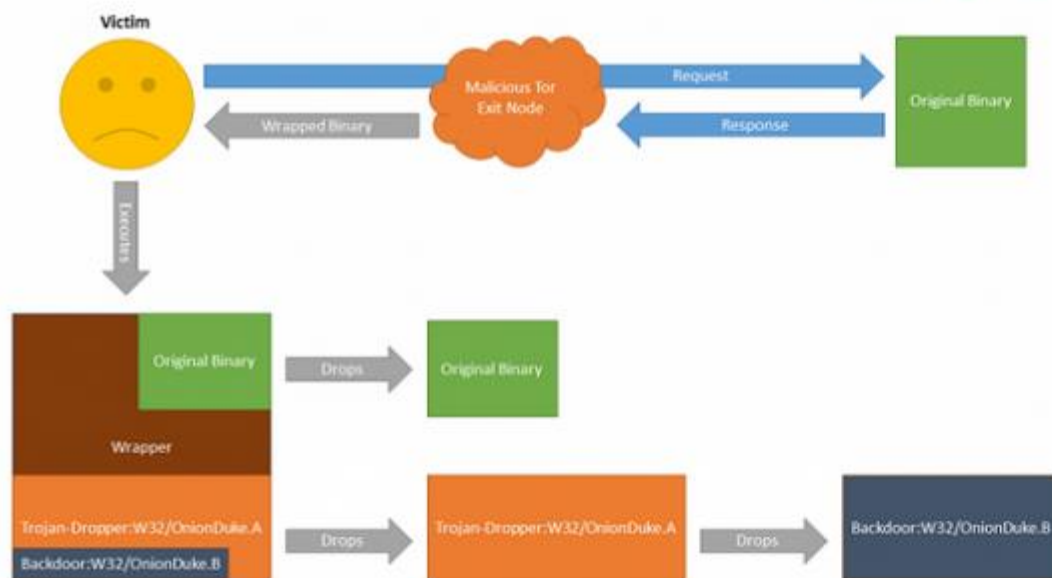 Victim
Request
Malicious Tor
Exit Node
Original Binary
Wrapped Binary
Response
Executes
Original Binary
Drops
Original Binary
Wrapper
Trojan-Dropper:W32/OnionDuke.A
Drops
Trojan-Dropper:W32/OnionDuke.A
Drops
Backdoor:W32/OnionDuke.B
Backdoor:W32/OnionDuke.B